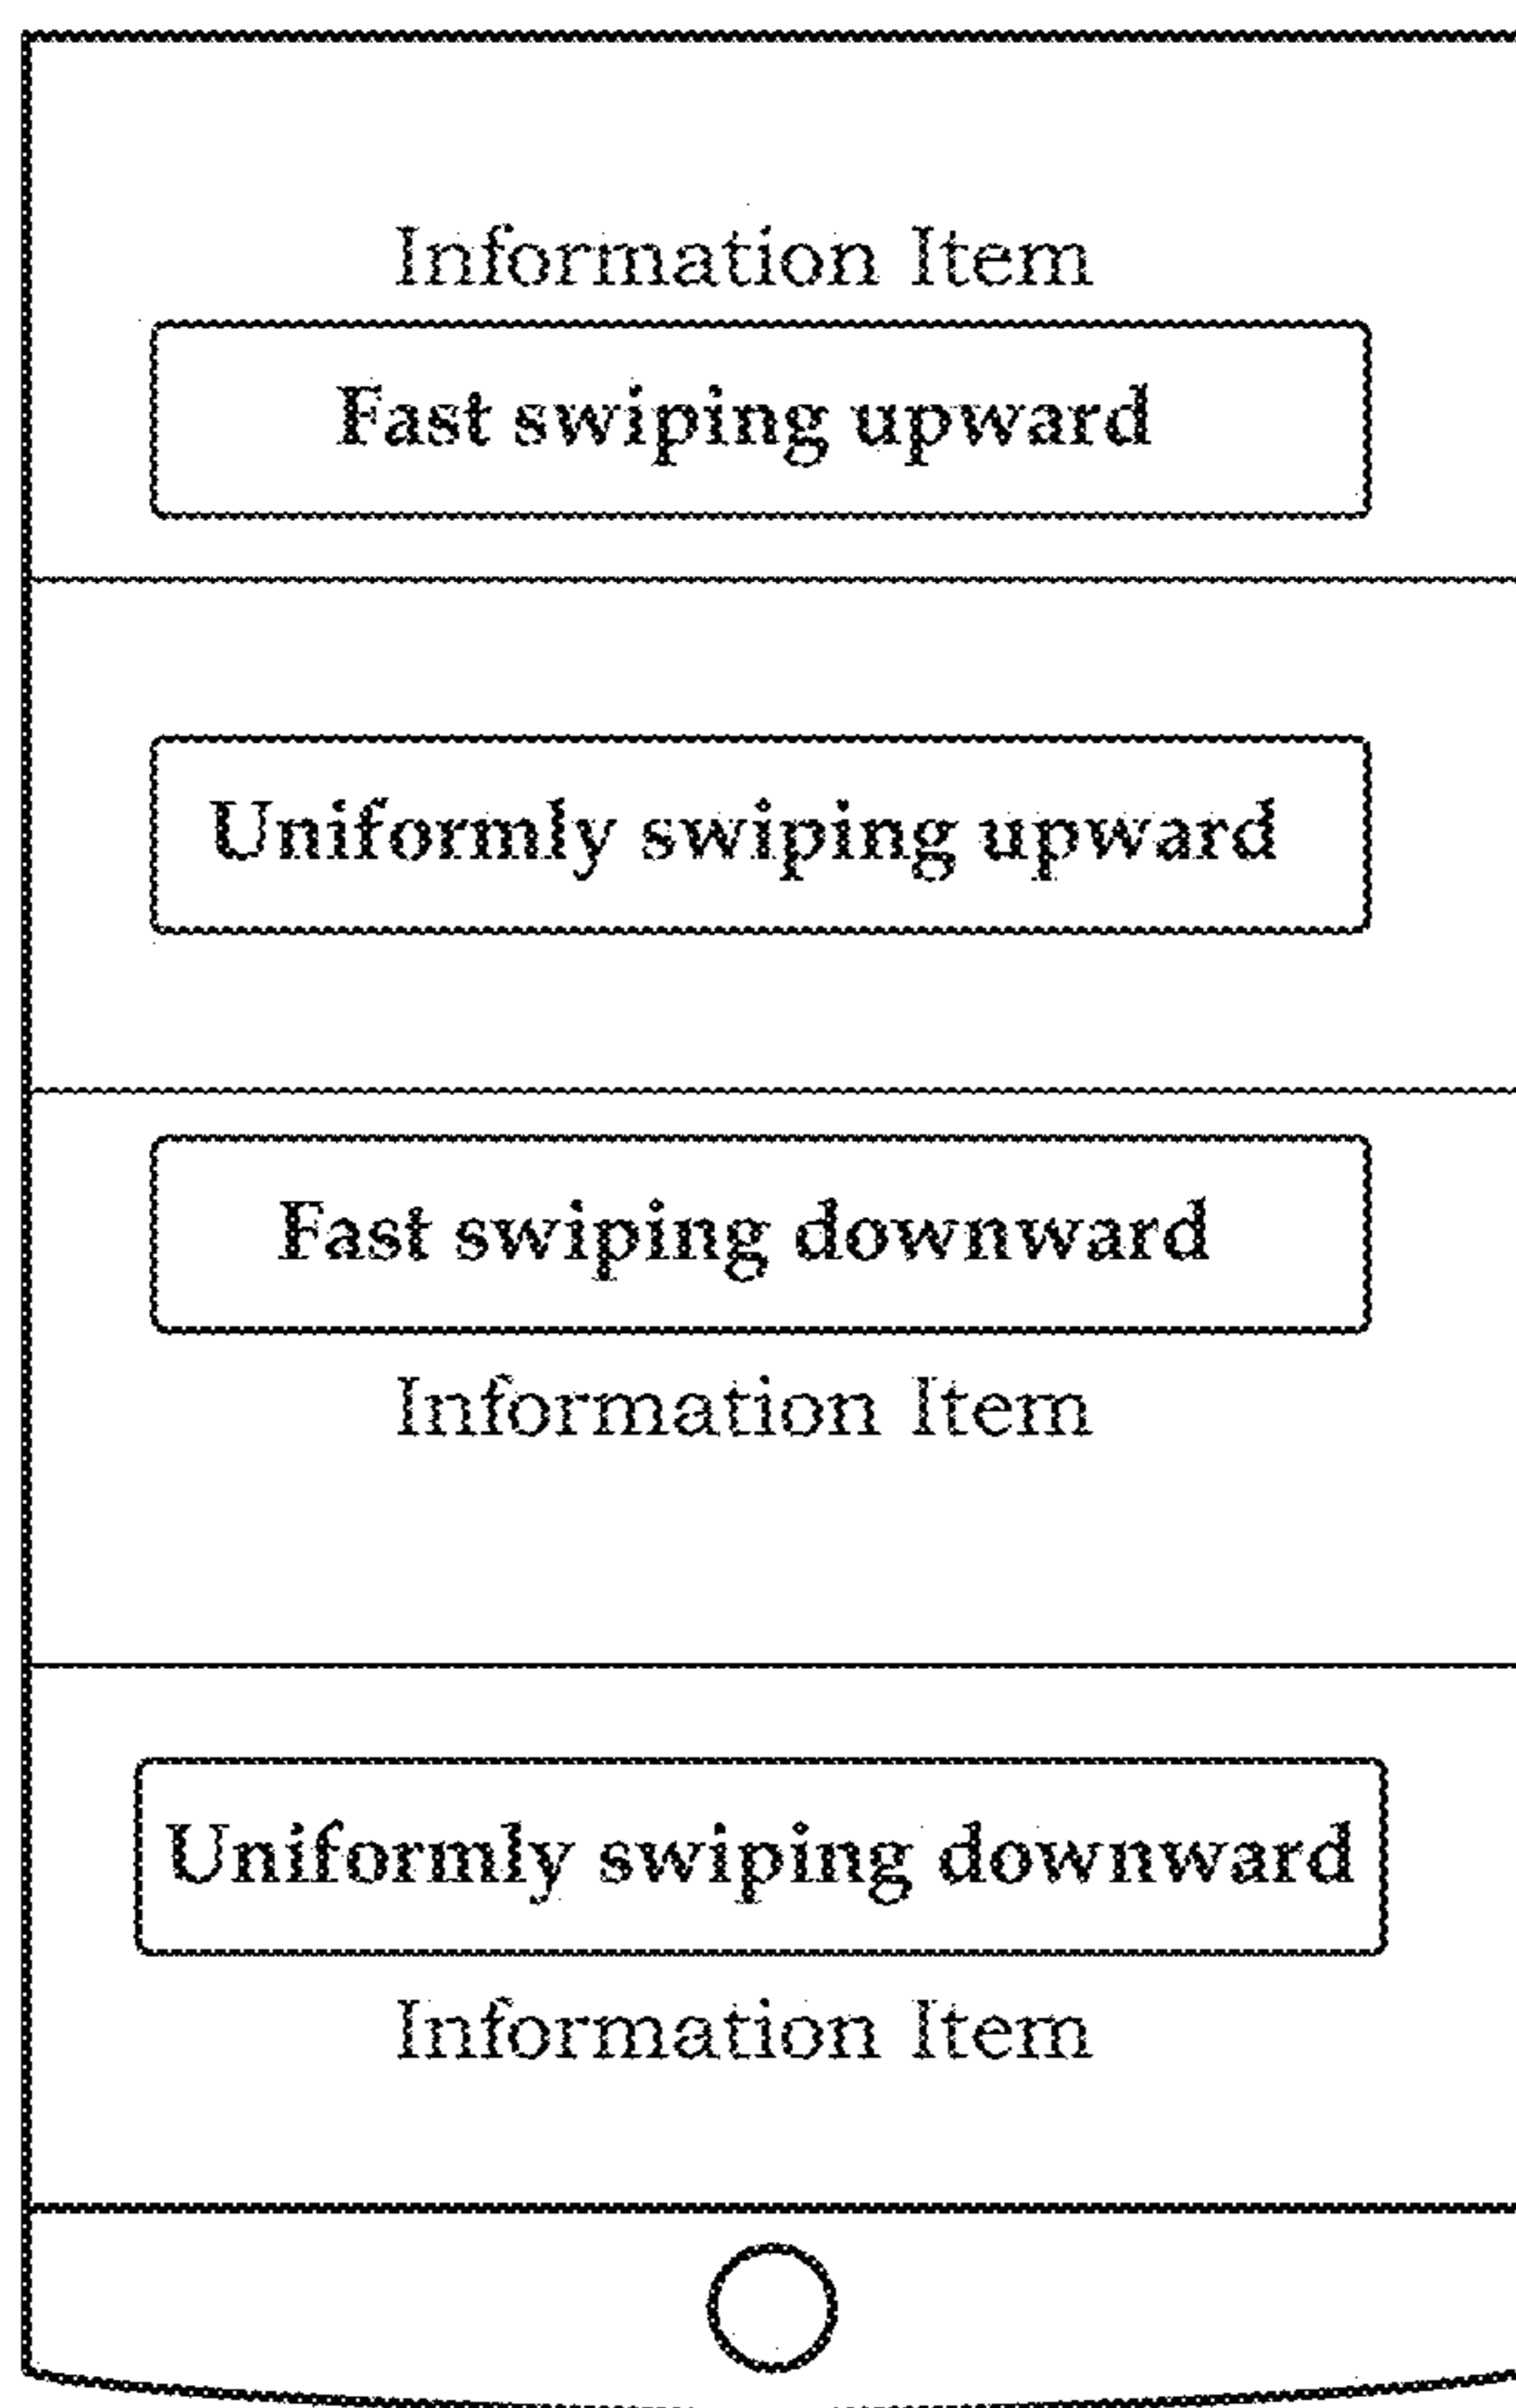 Information Item
Fast swiping upward
Uniformly swiping upward
Fast swiping downward
Information Item
Uniformly swiping downward
Information Item